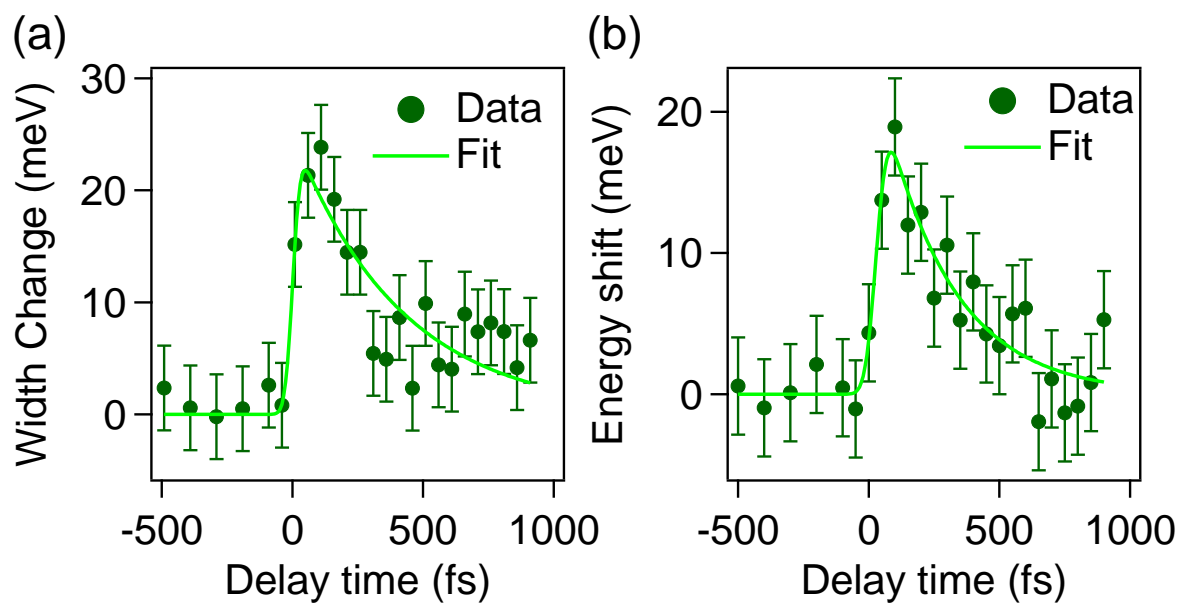 (a)
Width Change (meV)
30
20
10
0
Data
Fit
-500
0
500
1000
Delay time (fs)
(b)
Energy shift (meV)
20
10
0
Data
Fit
-500
0
500
1000
Delay time (fs)